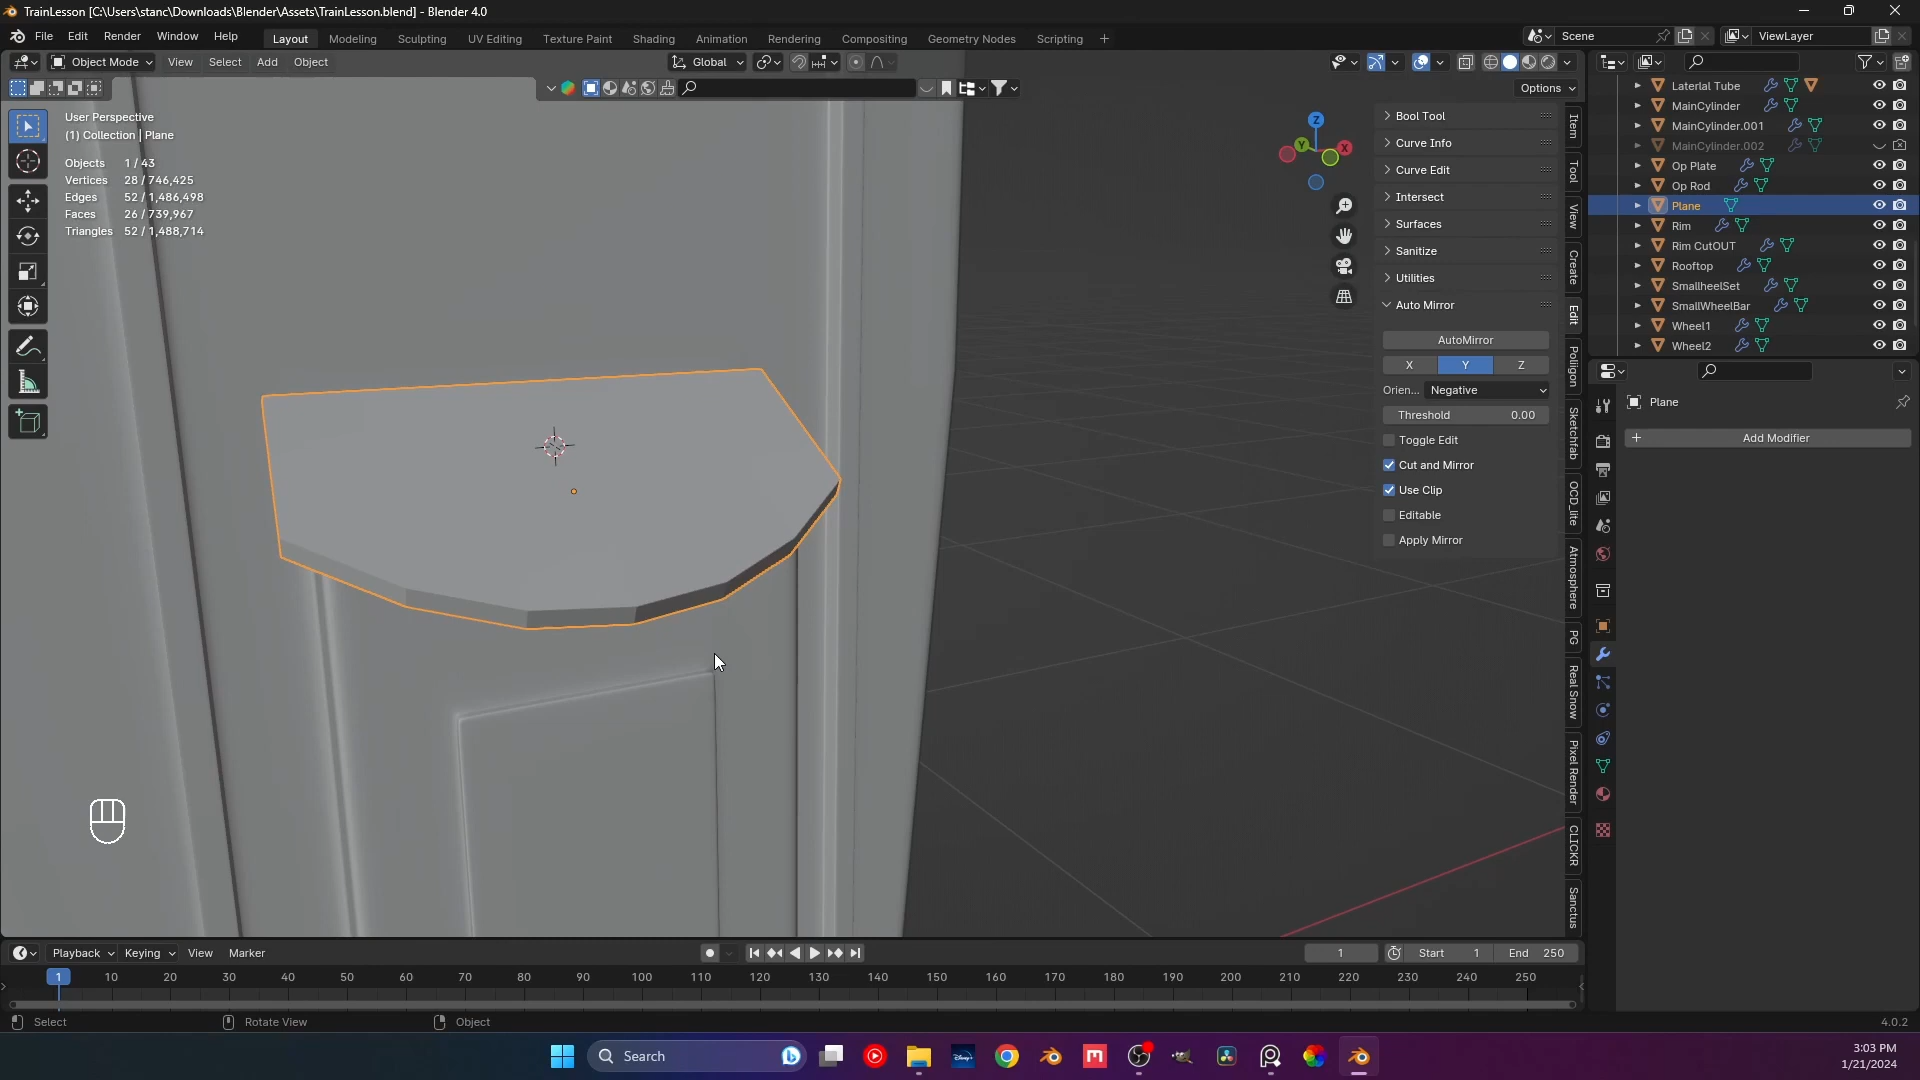 TrainLesson [C:\Users\stanc\Downloads\Blender\Assets\TrainLesson.blend] - Blender 4.0
File Edit Render Window Help
Layout Modeling Sculpting UV Editing Texture Paint Shading Animation Rendering Compositing Geometry Nodes Scripting +
Scene
ViewLayer
Object Mode View Select Add Object
Global
Options
User Perspective
(1) Collection | Plane
Objects 1 / 43
Vertices 28 / 746,425
Edges 52 / 1,486,498
Faces 26 / 739,967
Triangles 52 / 1,488,714
Z
Y
X
Bool Tool
Curve Info
Curve Edit
Intersect
Surfaces
Sanitize
Utilities
Auto Mirror
AutoMirror
X Y Z
Orien... Negative
Threshold 0.00
Toggle Edit
Cut and Mirror
Use Clip
Editable
Apply Mirror
Item
Tool
View
Create
Edit
Poliigon
Sketchfab
OCD_lite
Atmosphere
PG
Real Snow
Pixel Render
CLICKR
Sanctus
Laterlal Tube
MainCylinder
MainCylinder.001
MainCylinder.002
Op Plate
Op Rod
Plane
Rim
Rim CutOUT
Rooftop
SmallheelSet
SmallWheelBar
Wheel1
Wheel2
Plane
+ Add Modifier
Playback Keying View Marker
1 Start 1 End 250
1 10 20 30 40 50 60 70 80 90 100 110 120 130 140 150 160 170 180 190 200 210 220 230 240 250
Select Rotate View Object
4.0.2
Search
3:03 PM
1/21/2024